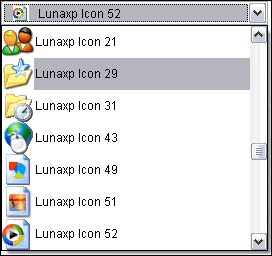 Lunaxp Icon 52
Lunaxp Icon 21
Lunaxp Icon 29
Lunaxp Icon 31
Lunaxp Icon 43
Lunaxp Icon 49
Lunaxp Icon 51
Lunaxp Icon 52